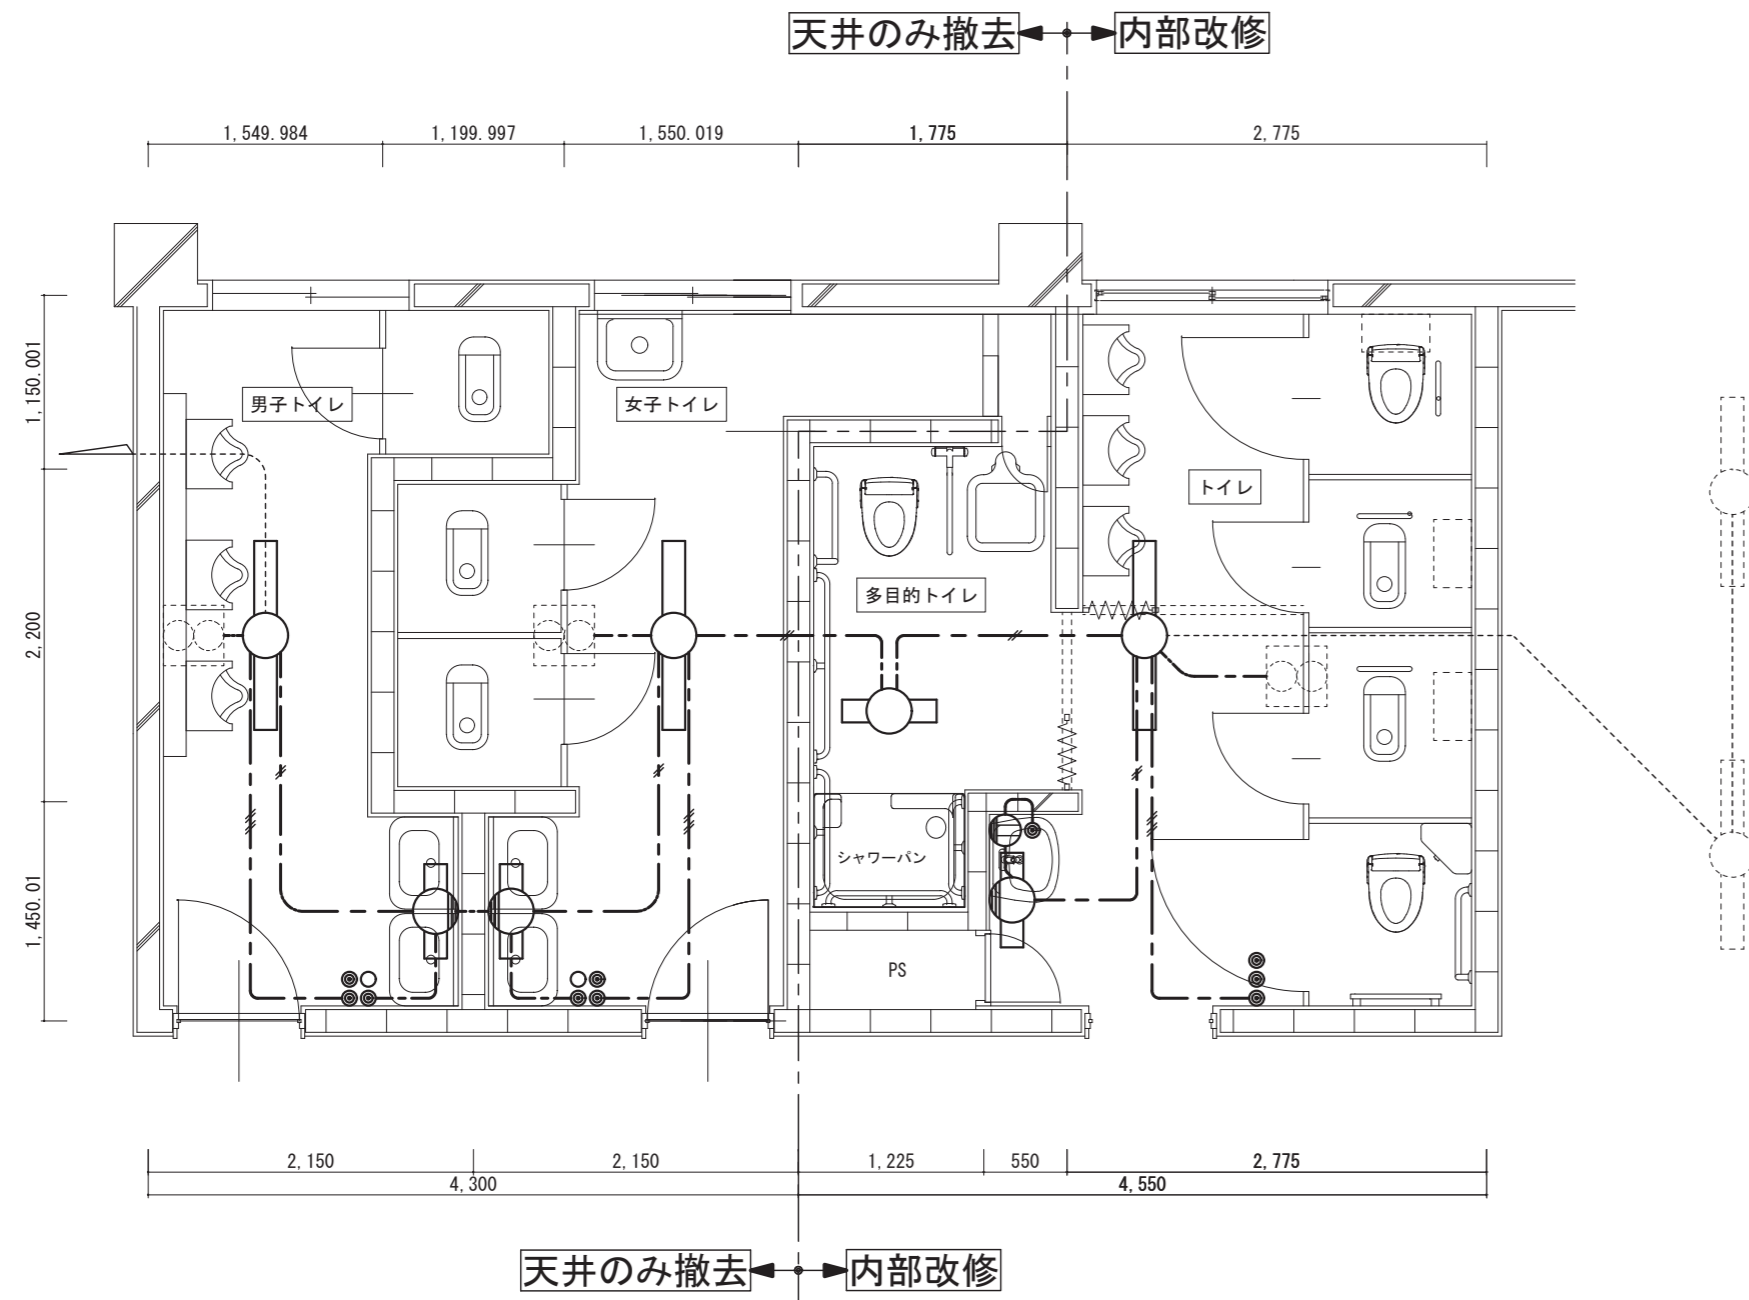 天井のみ撤去 内部改修
1,549.984 1,199.997 1,550.019 1,775 2,775
1,150.001
男子トイレ 女子トイレ
トイレ
多目的トイレ
2,200
シャワーパン
1,450.01
PS
2,150 2,150 1,225 550 2,775
4,300 4,550
天井のみ撤去 内部改修